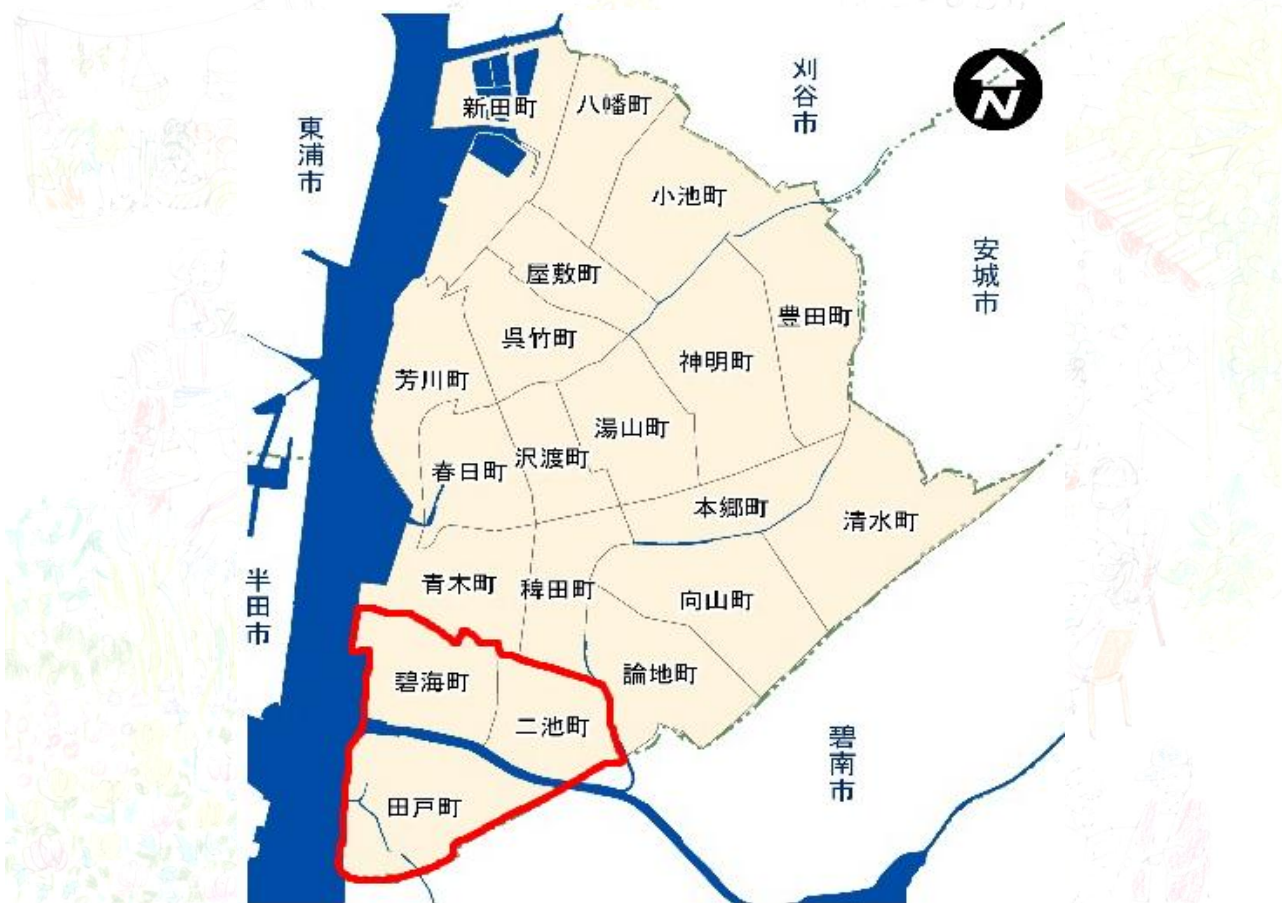 刈谷市
N
新田町
八幡町
東浦市
小池町
安城市
屋敷町
豊田町
呉竹町
神明町
芳川町
湯山町
沢渡町
春日町
本郷町
清水町
半田市
青木町
稗田町
向山町
論地町
碧海町
二池町
碧南市
田戸町